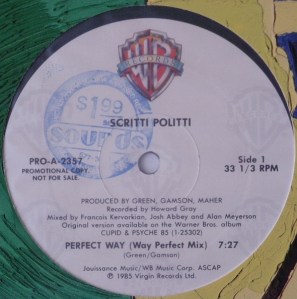 WB
RECORDS
$1.99
sounds
SCRITTI POLITTI
PRO-A-2357
PROMOTIONAL COPY
NOT FOR SALE.
Side 1
33 1/3 RPM
PRODUCED BY GREEN, GAMSON, MAHER
Recorded by Howard Gray
Mixed by Francois Kervorkian, Josh Abbey and Alan Meyerson
Original version available on the Warner Bros. album
CUPID & PSYCHE 85 (1-25302)
PERFECT WAY (Way Perfect Mix) 7:27
(Green/Gamson)
Jouissance Music/WB Music Corp. ASCAP
℗ 1985 Virgin Records Ltd.